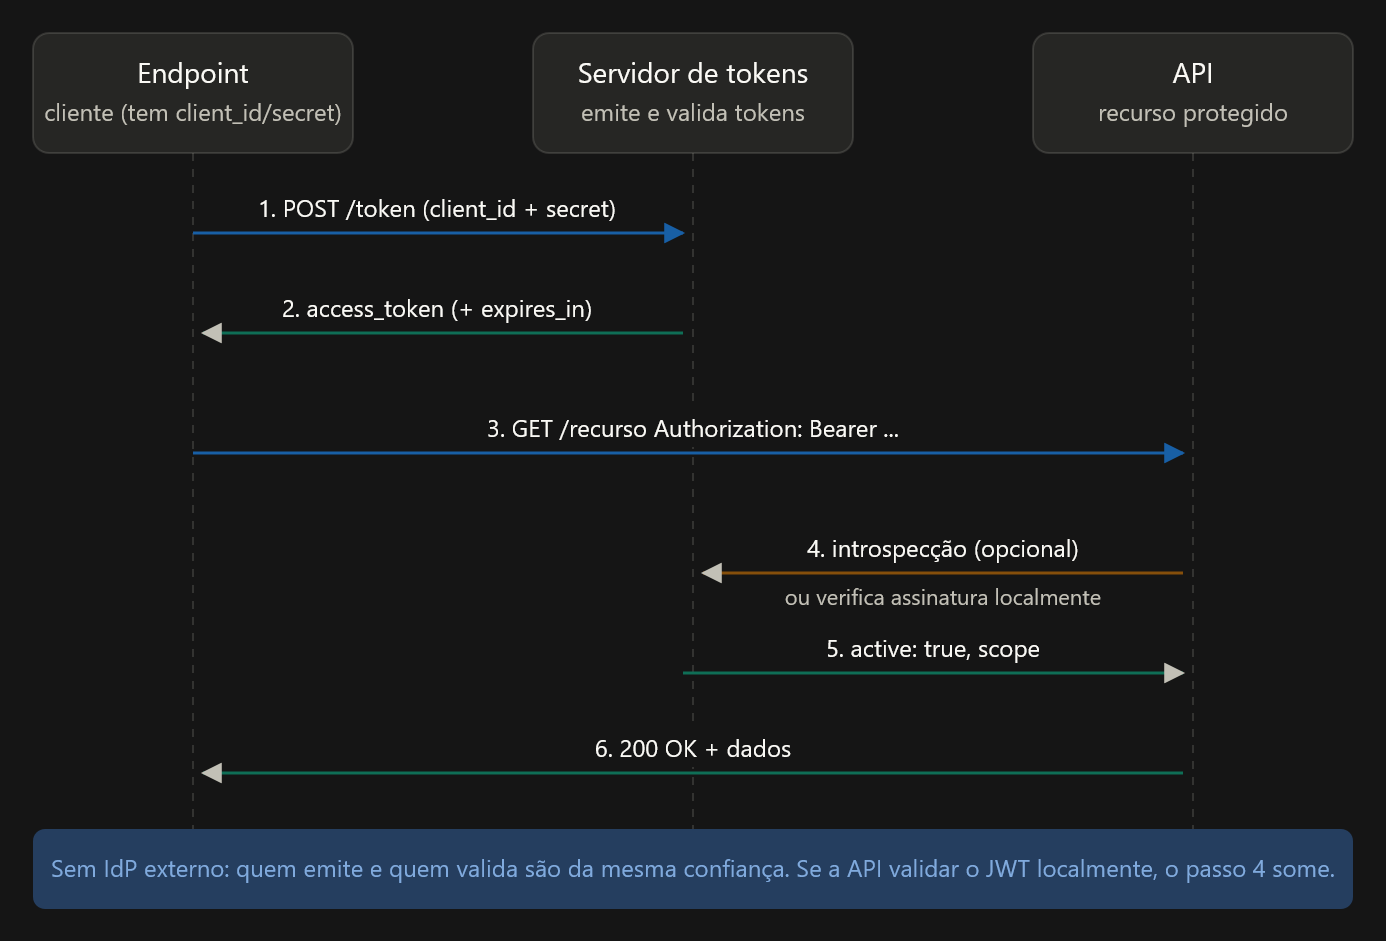 Endpoint
cliente (tem client_id/secret)
Servidor de tokens
emite e valida tokens
API
recurso protegido
1. POST /token (client_id + secret)
2. access_token (+ expires_in)
3. GET /recurso Authorization: Bearer ...
4. introspecção (opcional)
ou verifica assinatura localmente
5. active: true, scope
6. 200 OK + dados
Sem IdP externo: quem emite e quem valida são da mesma confiança. Se a API validar o JWT localmente, o passo 4 some.